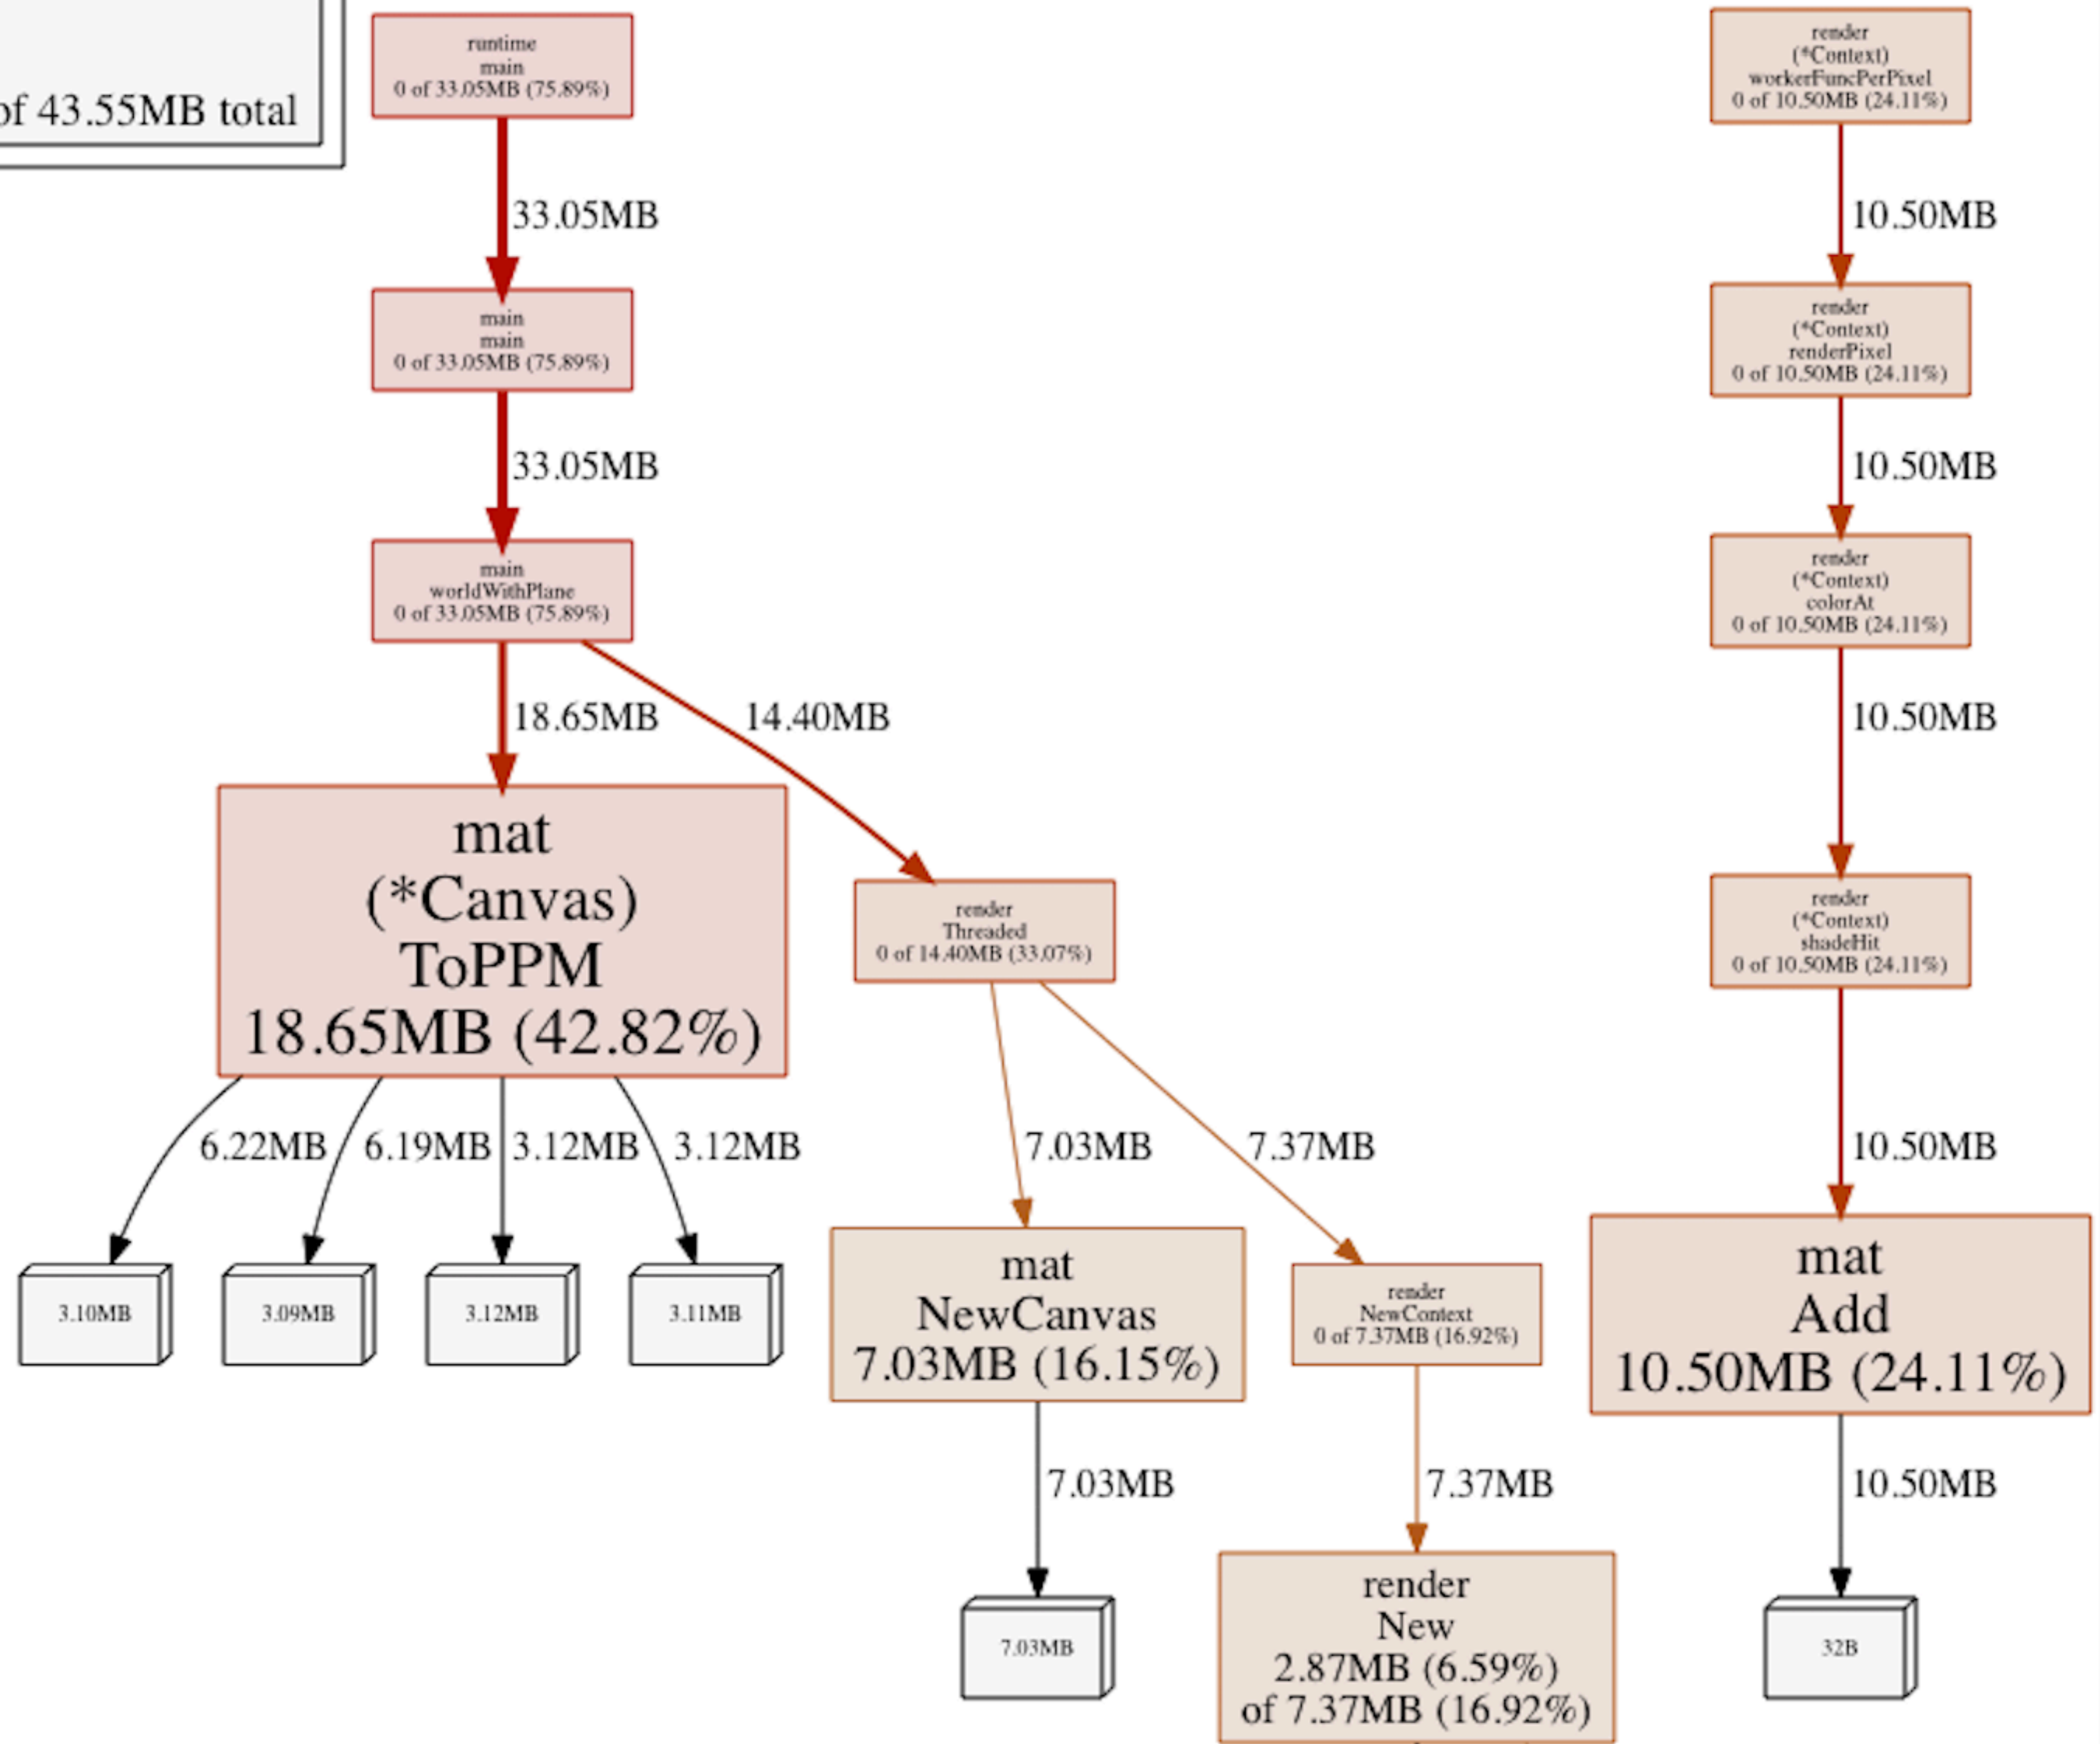 of 43.55MB total
runtime
main
0 of 33.05MB (75.89%)
33.05MB
main
main
0 of 33.05MB (75.89%)
33.05MB
main
worldWithPlane
0 of 33.05MB (75.89%)
18.65MB
14.40MB
mat
(*Canvas)
ToPPM
18.65MB (42.82%)
6.22MB
6.19MB
3.12MB
3.12MB
3.10MB
3.09MB
3.12MB
3.11MB
render
Threaded
0 of 14.40MB (33.07%)
7.03MB
7.37MB
mat
NewCanvas
7.03MB (16.15%)
7.03MB
7.03MB
render
NewContext
0 of 7.37MB (16.92%)
7.37MB
render
New
2.87MB (6.59%)
of 7.37MB (16.92%)
render
(*Context)
workerFuncPerPixel
0 of 10.50MB (24.11%)
10.50MB
render
(*Context)
renderPixel
0 of 10.50MB (24.11%)
10.50MB
render
(*Context)
colorAt
0 of 10.50MB (24.11%)
10.50MB
render
(*Context)
shadeHit
0 of 10.50MB (24.11%)
10.50MB
mat
Add
10.50MB (24.11%)
10.50MB
32B